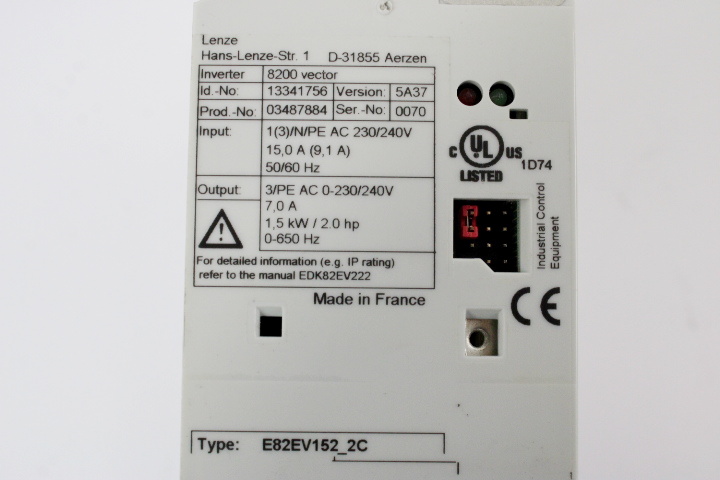 Lenze
Hans-Lenze-Str. 1 D-31855 Aerzen
Inverter 8200 vector
Id.-No: 13341756 Version: 5A37
Prod.-No: 03487884 Ser.-No: 0070
Input: 1(3)/N/PE AC 230/240V
15,0 A (9,1 A)
50/60 Hz
Output: 3/PE AC 0-230/240V
7,0 A
1,5 kW / 2.0 hp
0-650 Hz
For detailed information (e.g. IP rating)
refer to the manual EDK82EV222
Made in France
C UL US
LISTED
1D74
Industrial Control
Equipment
CE
Type: E82EV152_2C